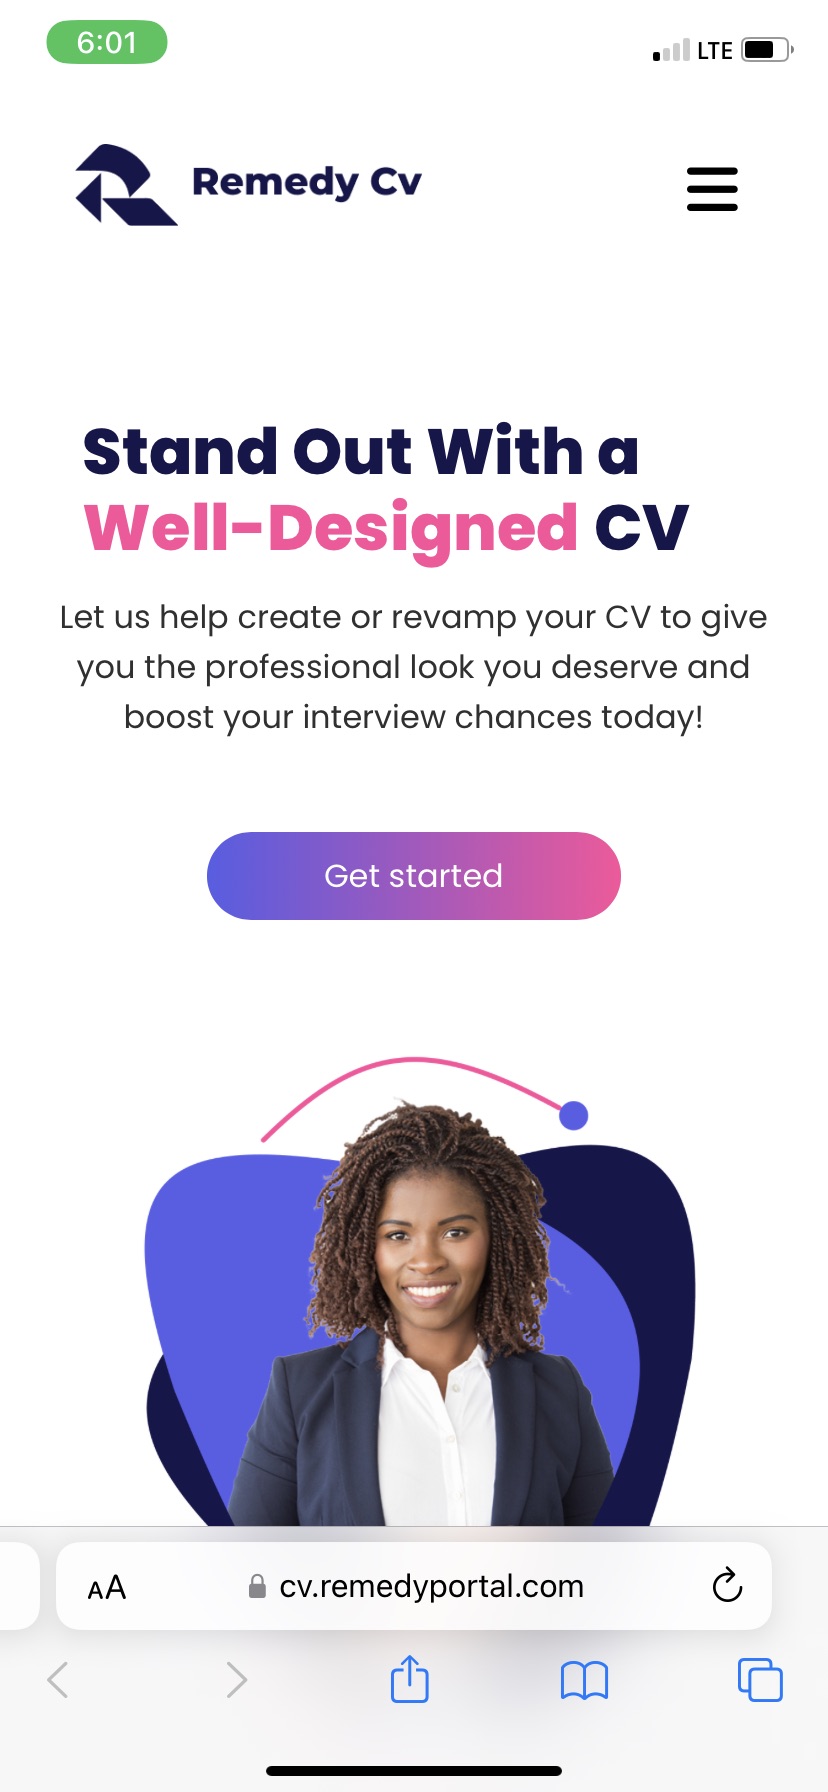 6:01
LTE
Remedy Cv
Stand Out With a
Well-Designed CV
Let us help create or revamp your CV to give
you the professional look you deserve and
boost your interview chances today!
Get started
AA
cv.remedyportal.com